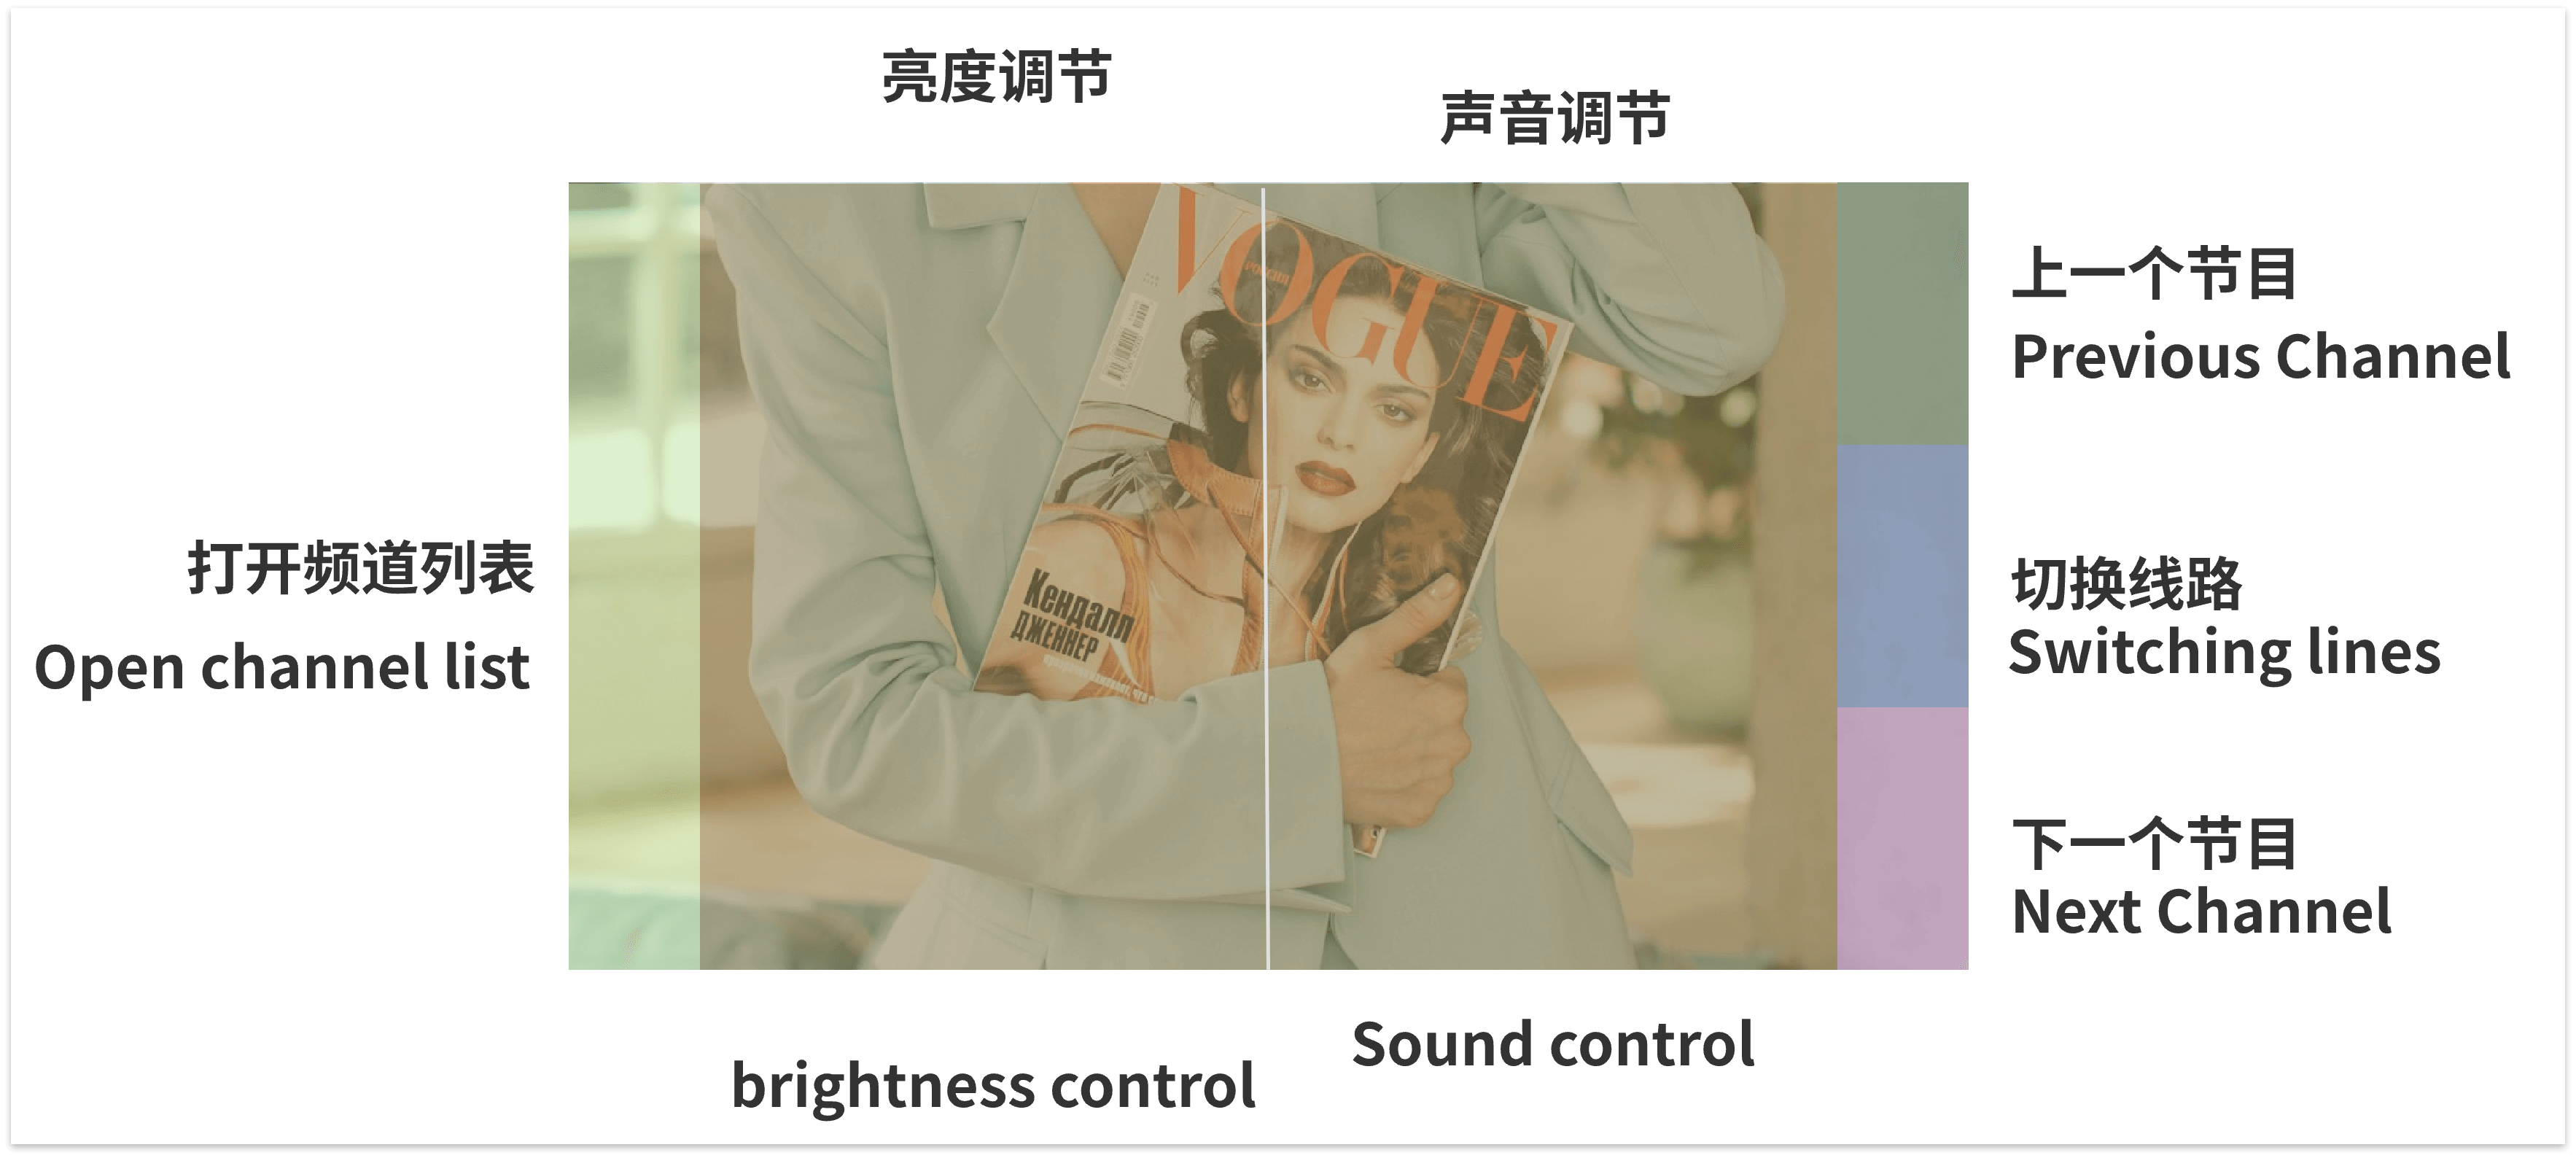 亮度调节
声音调节
上一个节目
Previous Channel
打开频道列表
Open channel list
VOGUE
РОССИЯ
Кендалл
ДЖЕННЕР
切换线路
Switching lines
下一个节目
Next Channel
Sound control
brightness control